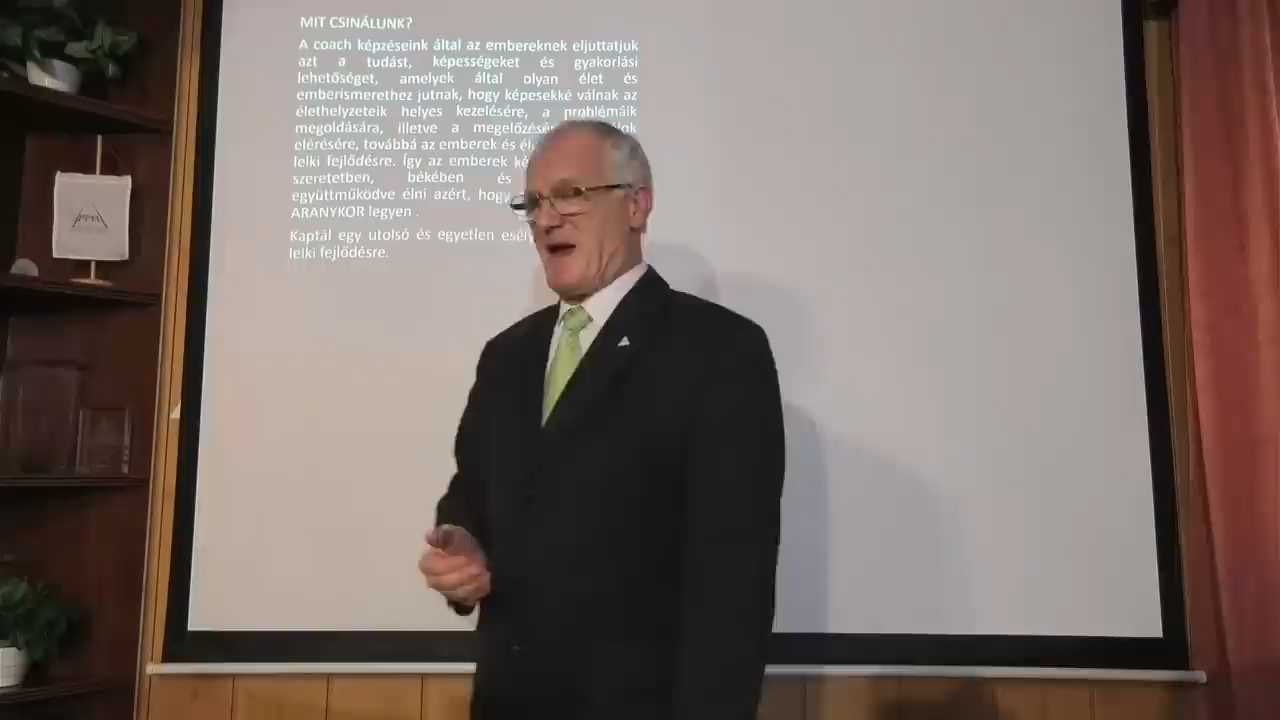 MIT CSINÁLUNK?
A coach képzéseink által az embereknek eljuttatjuk
azt a tudást, képességeket és gyakorlási
lehetőséget, amelyek által olyan élet és
emberismerethez jutnak, hogy képesekké válnak az
élethelyzeteik helyes kezelésére, a problémáik
megoldására, illetve a
elérésére, továbbá az emberek és
lelki fejlődésre. Így az emberek
szeretetben, békében és
együttműködve élni azért, hogy
ARANYKOR legyen .
Kaptál egy utolsó és egyetlen
lelki fejlődésre.